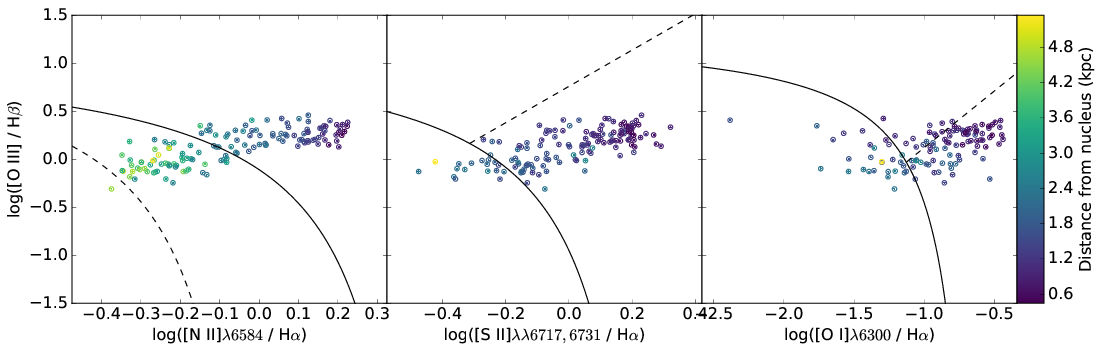 1.5
1.0
0.5
0.0
−0.5
−1.0
−1.5
log([O III] / Hβ)
−0.4 −0.3 −0.2 −0.1 0.0 0.1 0.2 0.3
−0.4 −0.2 0.0 0.2 0.4
−2.5 −2.0 −1.5 −1.0 −0.5
log([N II]λ6584 / Hα)
log([S II]λλ6717, 6731 / Hα)
log([O I]λ6300 / Hα)
4.8
4.2
3.6
3.0
2.4
1.8
1.2
0.6
Distance from nucleus (kpc)